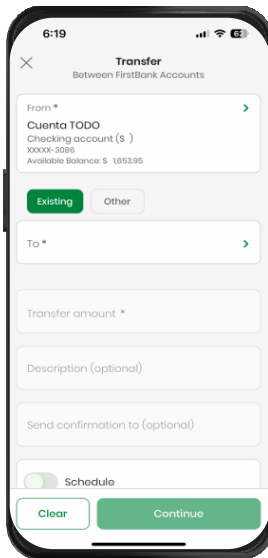 6:19
62
Transfer
Between FirstBank Accounts
From *
Cuenta TODO
Checking account ($ )
XXXXX-3086
Available Balance: $ 1,653.95
Existing
Other
To *
Transfer amount *
Description (optional)
Send confirmation to (optional)
Schedule
Clear
Continue